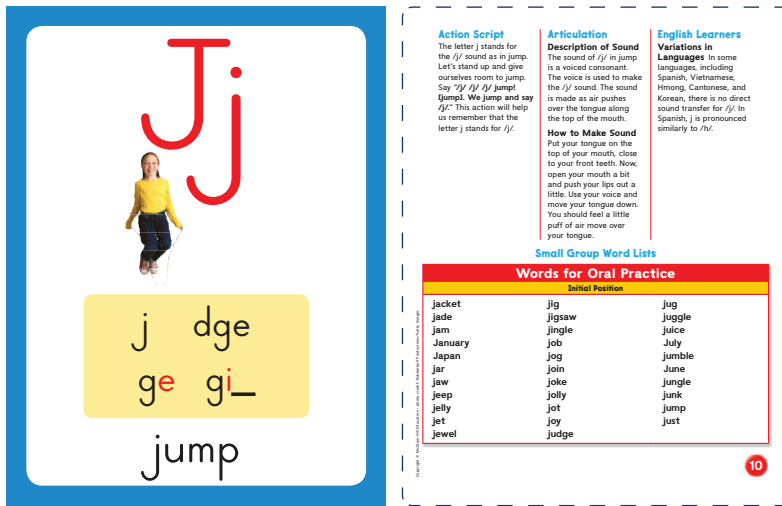 J
j
j dge
ge gi_
jump
Action Script
The letter j stands for
the /j/ sound as in jump.
Let's stand up and give
ourselves room to jump.
Say "/j/ /j/ /j/ jump!
[jump]. We jump and say
/j/." This action will help
us remember that the
letter j stands for /j/.
Articulation
Description of Sound
The sound of /j/ in jump
is a voiced consonant.
The voice is used to make
the /j/ sound. The sound
is made as air pushes
over the tongue along
the top of the mouth.
How to Make Sound
Put your tongue on the
top of your mouth, close
to your front teeth. Now,
open your mouth a bit
and push your lips out a
little. Use your voice and
move your tongue down.
You should feel a little
puff of air move over
your tongue.
English Learners
Variations in
Languages In some
languages, including
Spanish, Vietnamese,
Hmong, Cantonese, and
Korean, there is no direct
sound transfer for /j/. In
Spanish, j is pronounced
similarly to /h/.
Small Group Word Lists
Words for Oral Practice
Initial Position
jacket
jade
jam
January
Japan
jar
jaw
jeep
jelly
jet
jewel
jig
jigsaw
jingle
job
jog
join
joke
jolly
jot
joy
judge
jug
juggle
juice
July
jumble
June
jungle
junk
jump
just
10